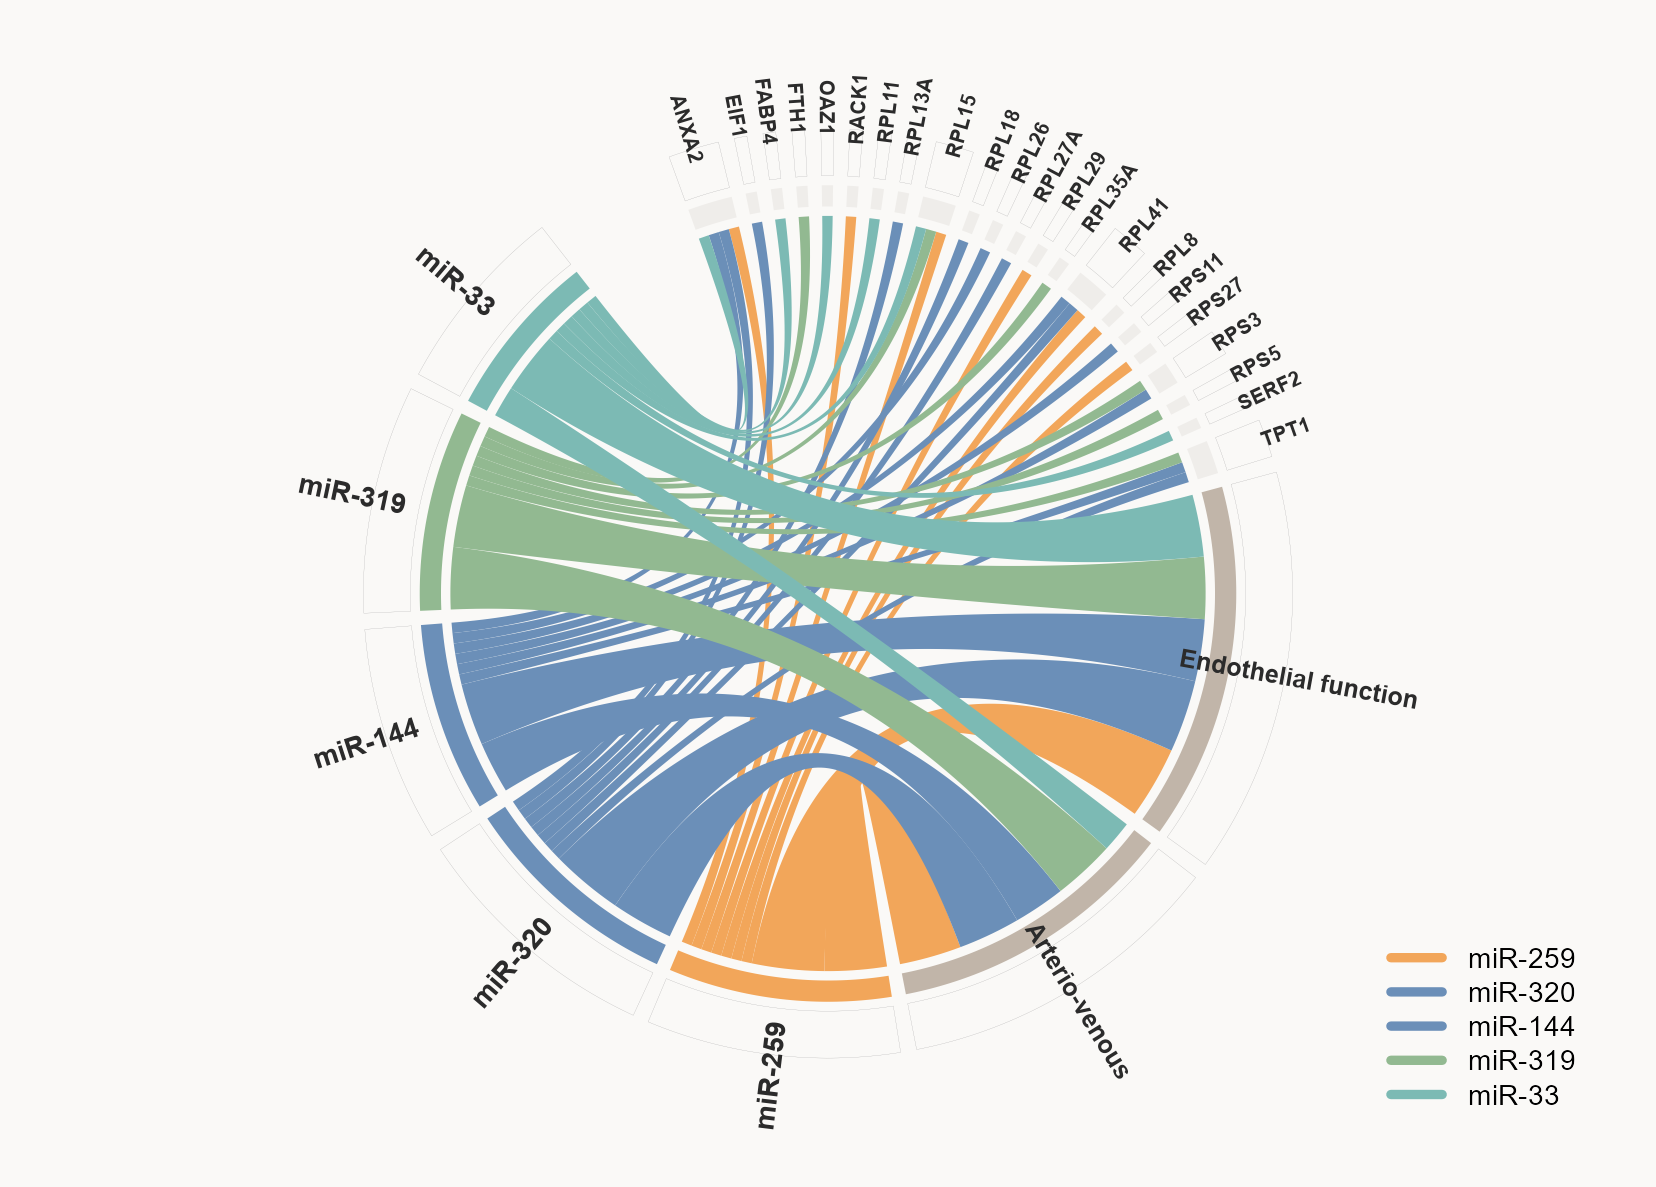 ANXA2
EIF1
FABP4
FTH1
OAZ1
RACK1
RPL11
RPL13A
RPL15
RPL18
RPL26
RPL27A
RPL29
RPL35A
RPL41
RPL8
RPS11
RPS27
RPS3
RPS5
SERF2
TPT1
Endothelial function
Arterio-venous
miR-259
miR-320
miR-144
miR-319
miR-33
miR-259
miR-320
miR-144
miR-319
miR-33